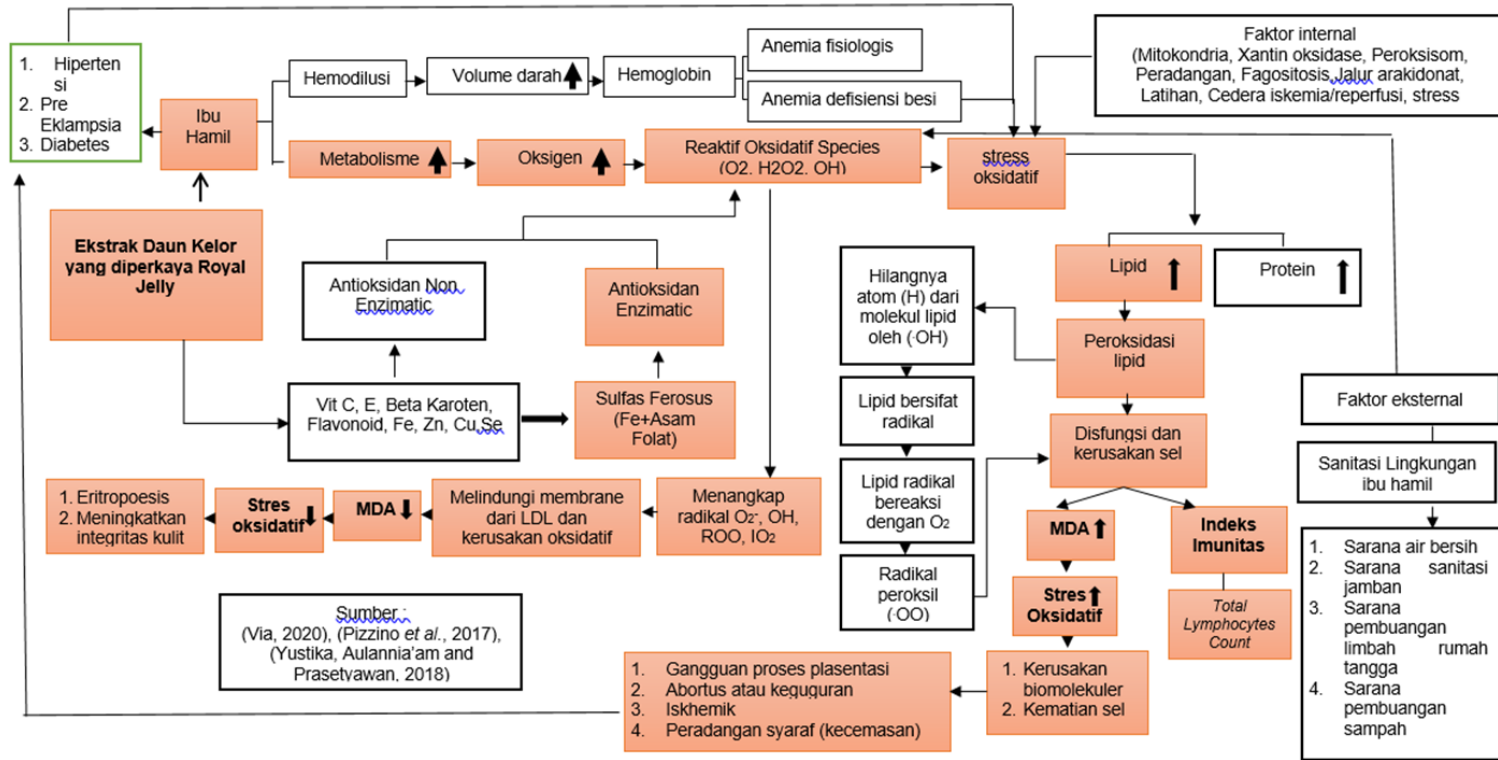 1. Hiperten
si
2. Pre
Eklampsia
3. Diabetes
Ibu
Hamil
Hemodilusi
Volume darah
Hemoglobin
Anemia fisiologis
Anemia defisiensi besi
Faktor internal
(Mitokondria, Xantin oksidase, Peroksisom,
Peradangan, Fagositosis,Jalur arakidonat,
Latihan, Cedera iskemia/reperfusi, stress
Metabolisme
Oksigen
Reaktif Oksidatif Species
(O2, H2O2, OH)
stress
oksidatif
Ekstrak Daun Kelor
yang diperkaya Royal
Jelly
Antioksidan Non
Enzimatic
Antioksidan
Enzimatic
Vit C, E, Beta Karoten,
Flavonoid, Fe, Zn, Cu,Se
Sulfas Ferosus
(Fe+Asam
Folat)
Hilangnya
atom (H) dari
molekul lipid
oleh (·OH)
Lipid bersifat
radikal
Lipid radikal
bereaksi
dengan O2
Radikal
peroksil
(·OO)
Lipid
Protein
Peroksidasi
lipid
Disfungsi dan
kerusakan sel
MDA
Indeks
Imunitas
Stres
Oksidatif
Total
Lymphocytes
Count
Faktor eksternal
Sanitasi Lingkungan
ibu hamil
1. Sarana air bersih
2. Sarana sanitasi
jamban
3. Sarana
pembuangan
limbah rumah
tangga
4. Sarana
pembuangan
sampah
1. Eritropoesis
2. Meningkatkan
integritas kulit
Stres
oksidatif
MDA
Melindungi membrane
dari LDL dan
kerusakan oksidatif
Menangkap
radikal O2-, OH,
ROO, IO2
Sumber :
(Via, 2020), (Pizzino et al., 2017),
(Yustika, Aulannia'am and
Prasetyawan, 2018)
1. Gangguan proses plasentasi
2. Abortus atau keguguran
3. Iskhemik
4. Peradangan syaraf (kecemasan)
1. Kerusakan
biomolekuler
2. Kematian sel